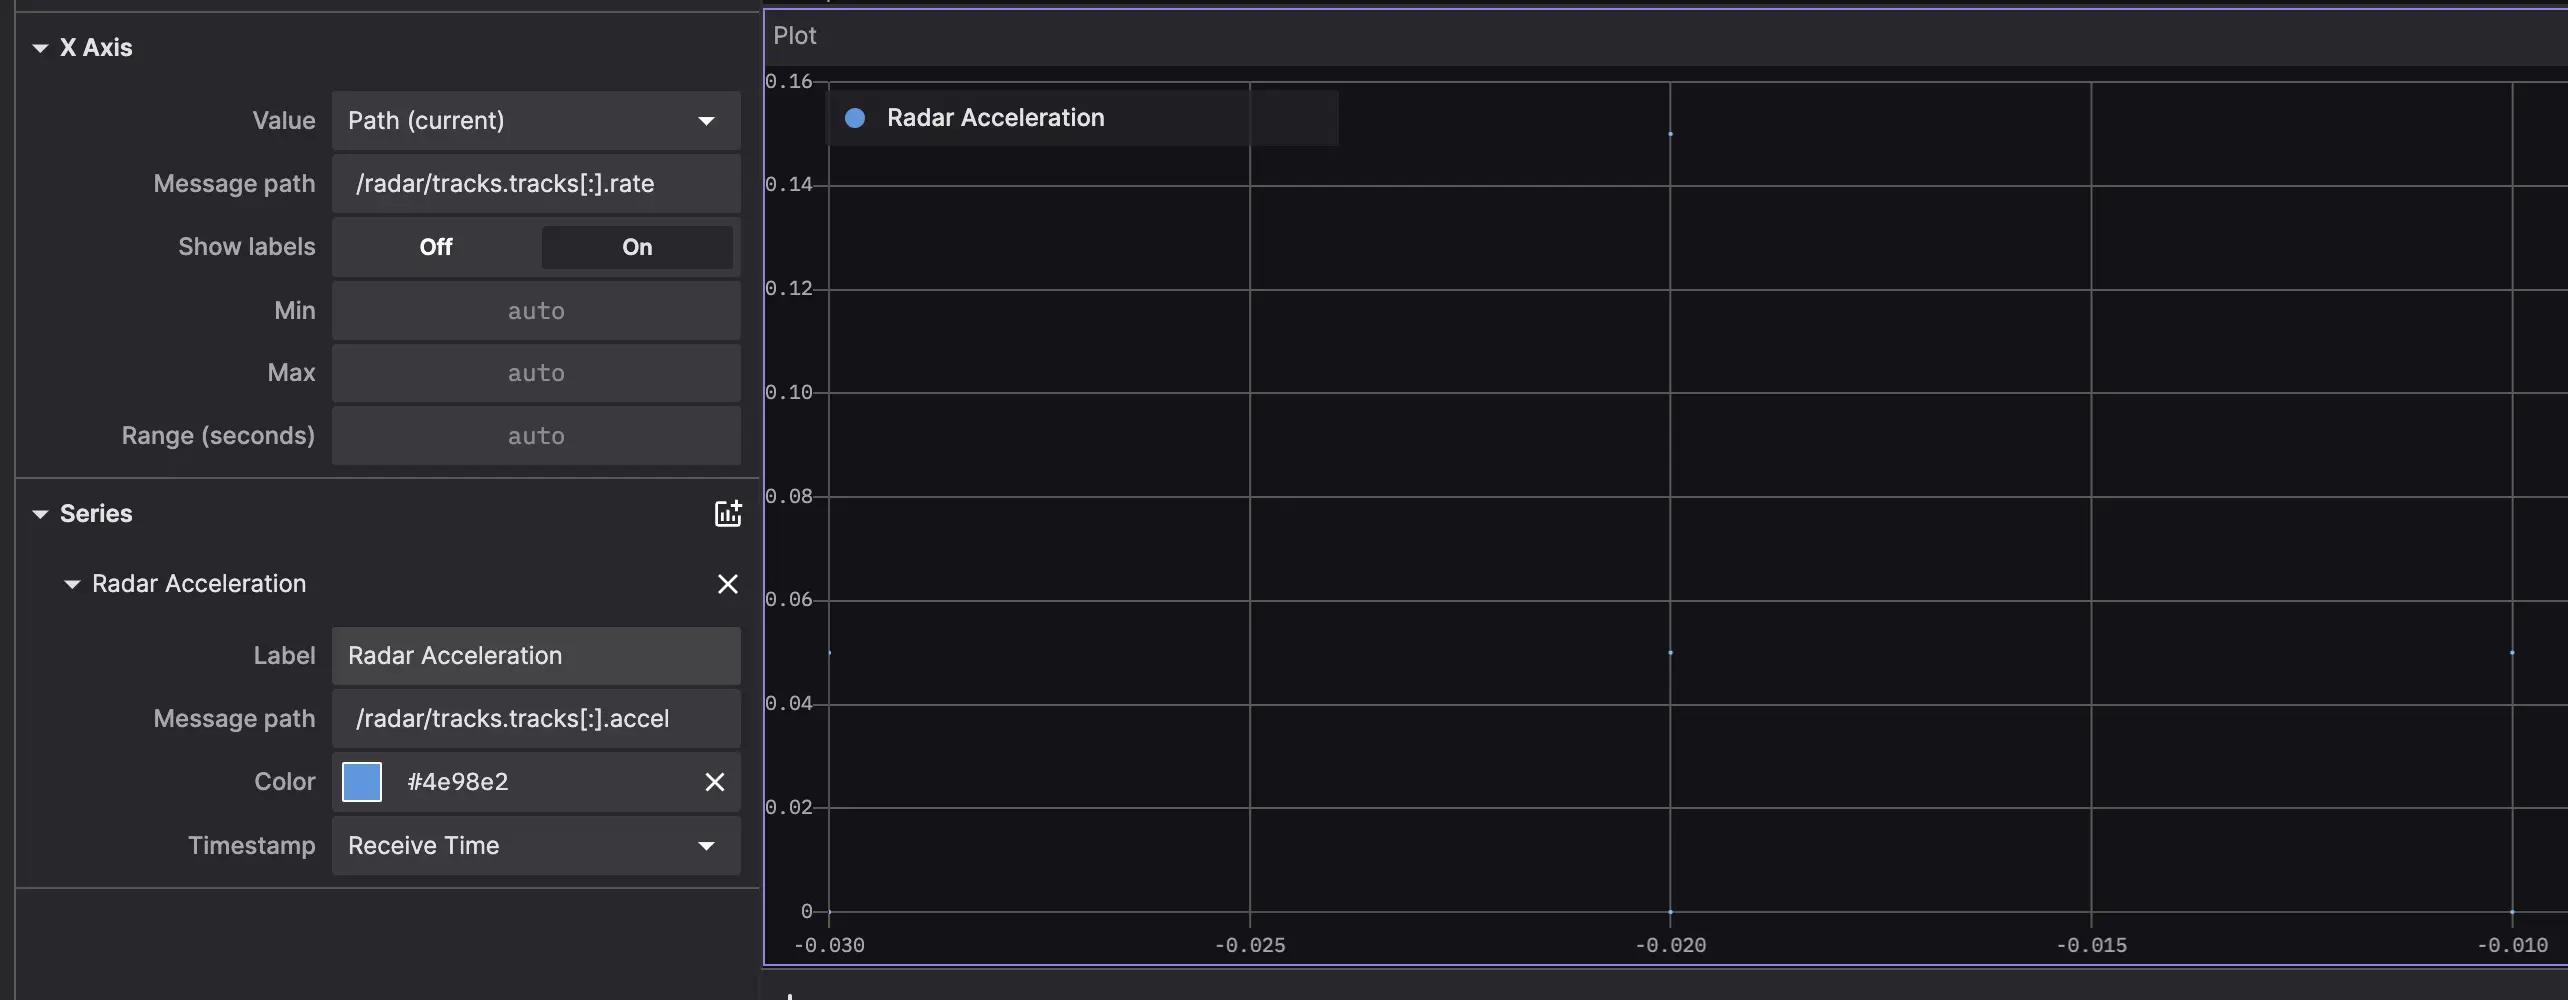 X Axis
Value Path (current)
Message path /radar/tracks.tracks[:].rate
Show labels Off On
Min auto
Max auto
Range (seconds) auto
Series
Radar Acceleration
Label Radar Acceleration
Message path /radar/tracks.tracks[:].accel
Color #4e98e2
Timestamp Receive Time
Plot
Radar Acceleration
0.16
0.14
0.12
0.10
0.08
0.06
0.04
0.02
0
-0.030 -0.025 -0.020 -0.015 -0.010